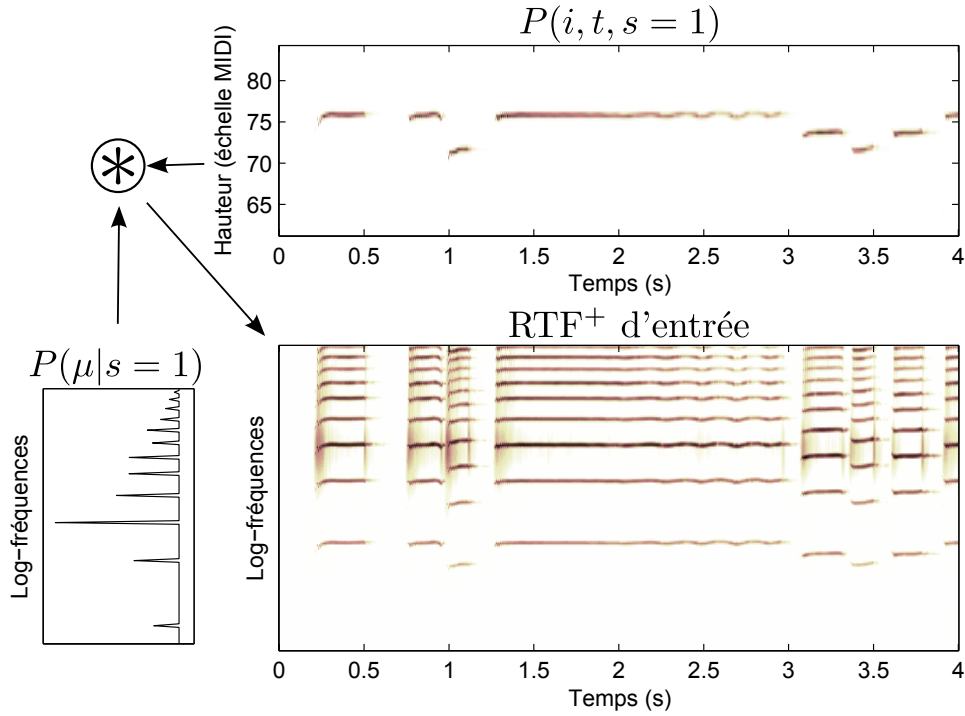 P(i, t, s = 1)
Hauteur (échelle MIDI)
80
75
70
65
0 0.5 1 1.5 2 2.5 3 3.5 4
Temps (s)
RTF⁺ d'entrée
P(μ|s = 1)
Log−fréquences
Log−fréquences
0 0.5 1 1.5 2 2.5 3 3.5 4
Temps (s)